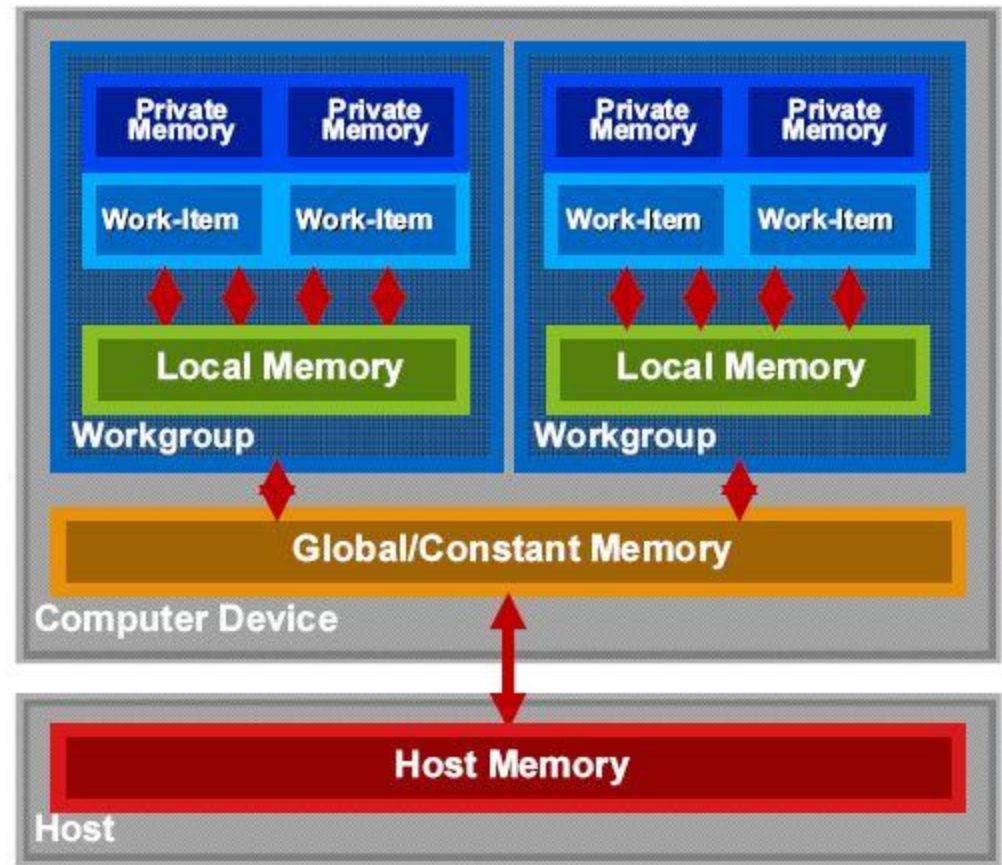 Private Memory
Private Memory
Private Memory
Private Memory
Work-Item
Work-Item
Work-Item
Work-Item
Local Memory
Local Memory
Workgroup
Workgroup
Global/Constant Memory
Computer Device
Host Memory
Host